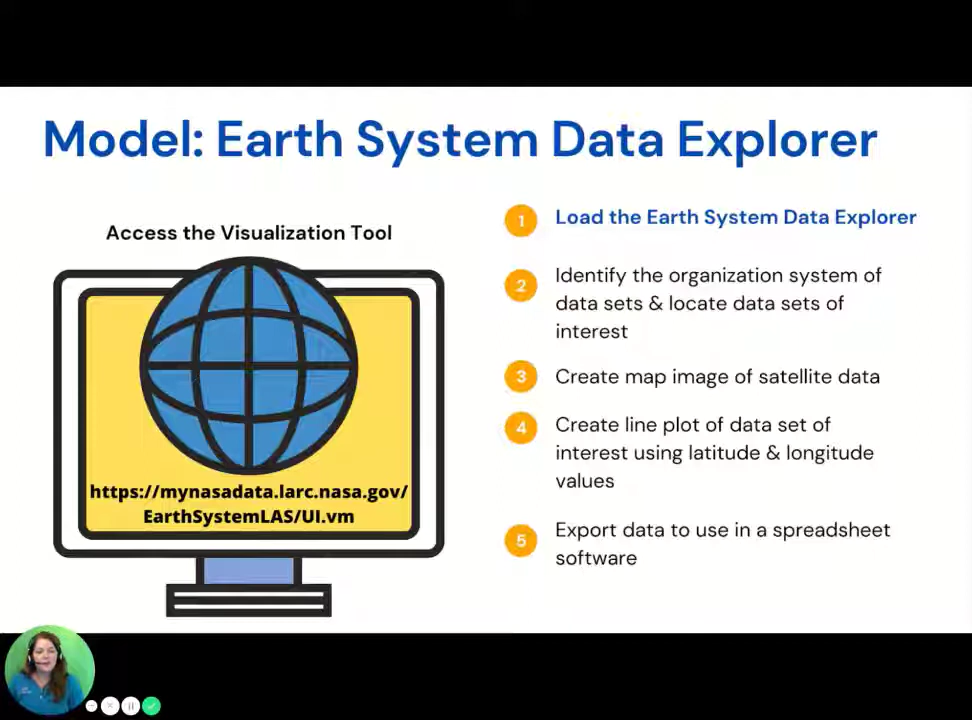 Model: Earth System Data Explorer
Access the Visualization Tool
https://mynasadata.larc.nasa.gov/
EarthSystemLAS/UI.vm
1 Load the Earth System Data Explorer
2 Identify the organization system of
data sets & locate data sets of
interest
3 Create map image of satellite data
4 Create line plot of data set of
interest using latitude & longitude
values
5 Export data to use in a spreadsheet
software